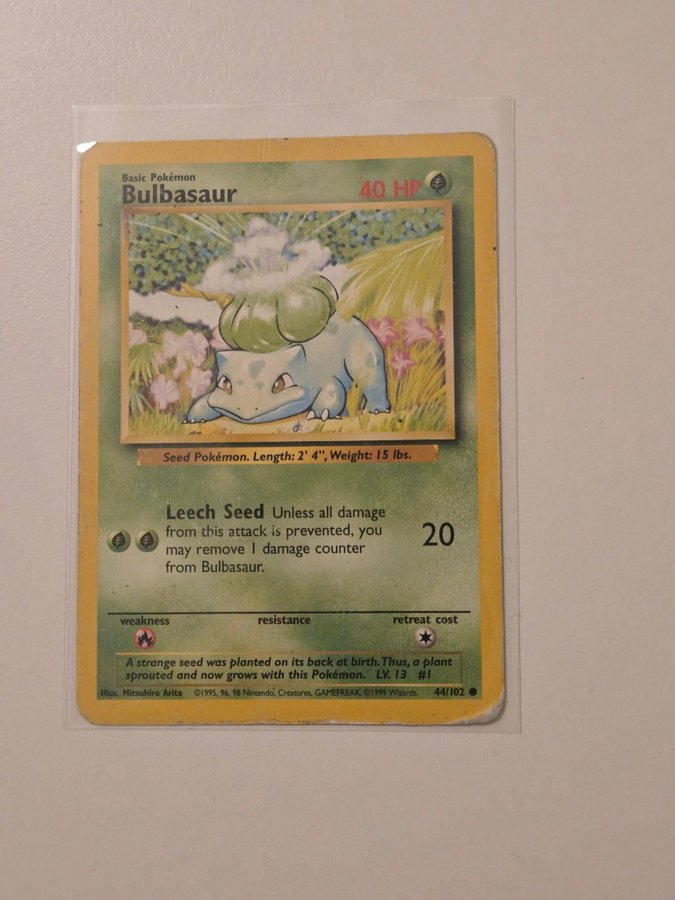 Basic Pokémon
Bulbasaur 40 HP
Seed Pokémon. Length: 2' 4", Weight: 15 lbs.
Leech Seed Unless all damage
from this attack is prevented, you
may remove 1 damage counter
from Bulbasaur.
20
weakness resistance retreat cost
A strange seed was planted on its back at birth. Thus, a plant
sprouted and now grows with this Pokémon. LV. 13 #1
Illus. Mitsuhiro Arita ©1995, 96, 98 Nintendo, Creatures, GAMEFREAK. ©1999 Wizards. 44/102